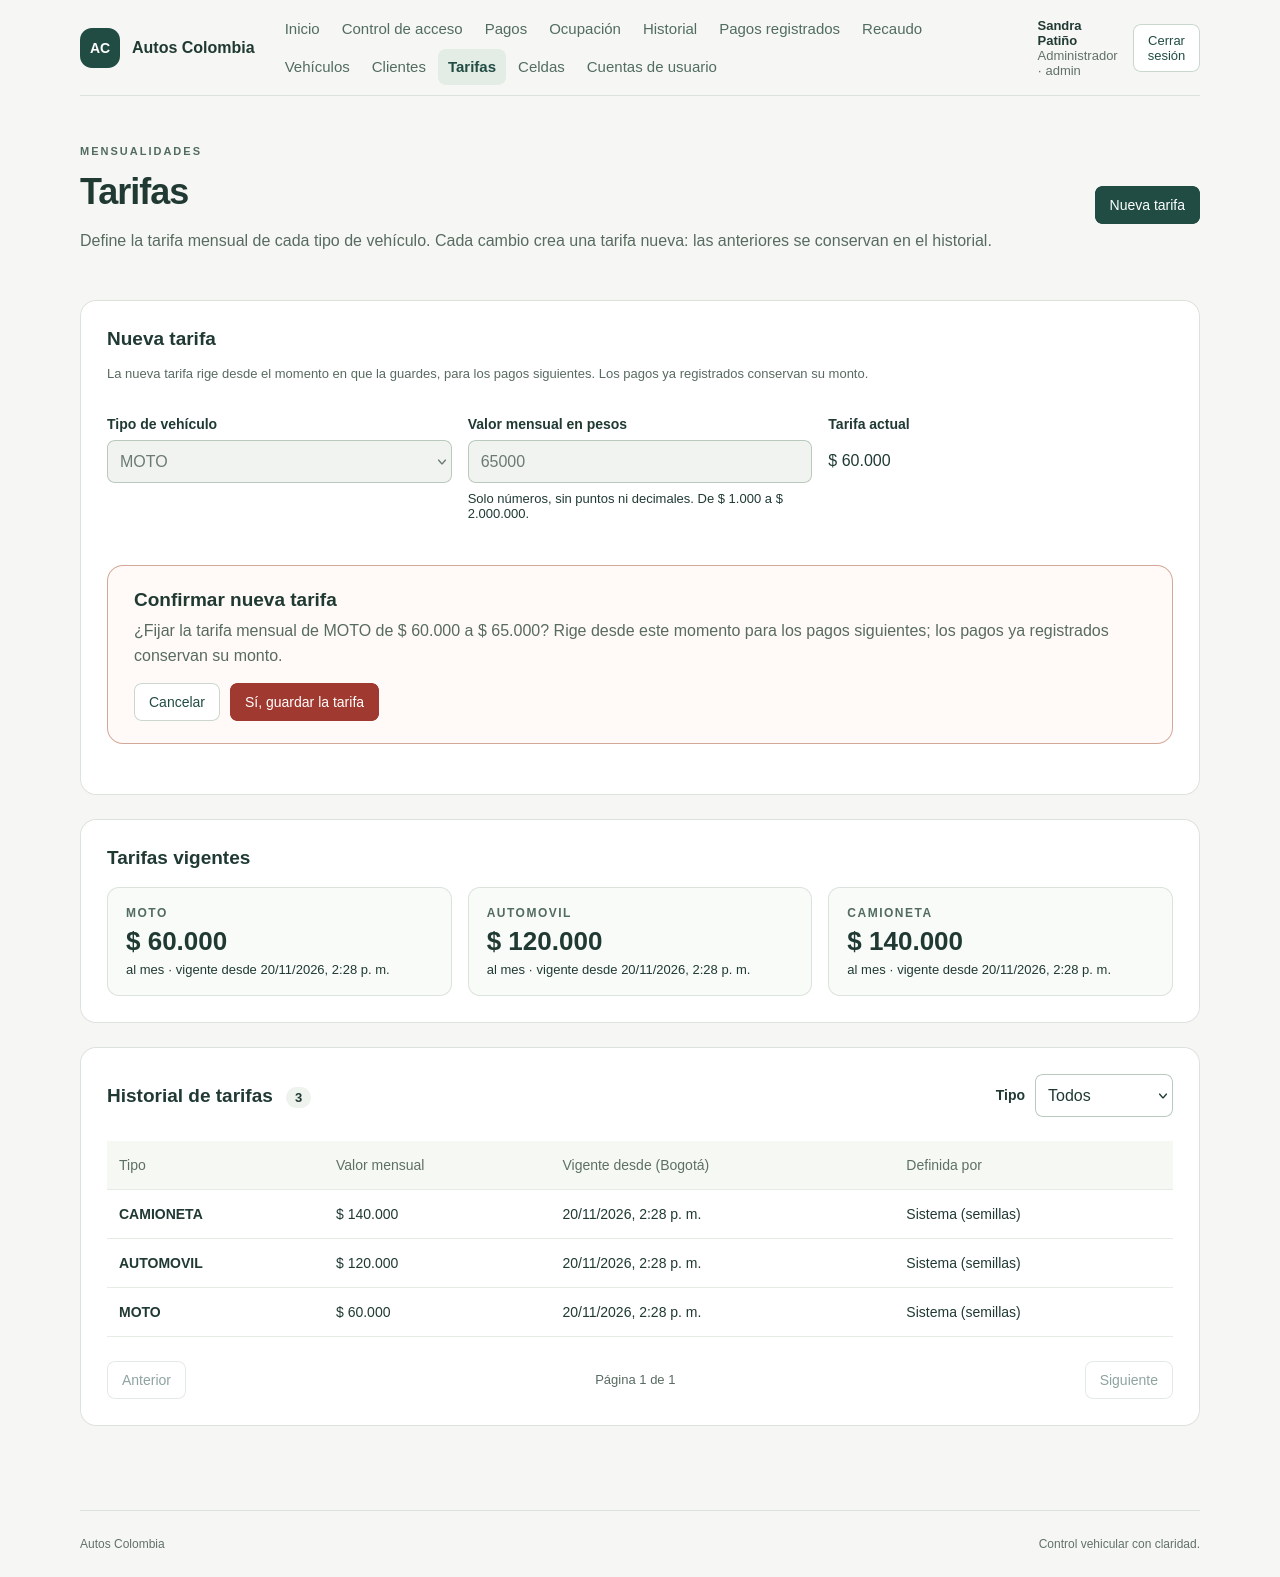 AC
Autos Colombia
Inicio Control de acceso Pagos Ocupación Historial Pagos registrados Recaudo
Vehículos Clientes Tarifas Celdas Cuentas de usuario
Sandra
Patiño
Administrador
· admin
Cerrar
sesión
MENSUALIDADES
Tarifas
Nueva tarifa
Define la tarifa mensual de cada tipo de vehículo. Cada cambio crea una tarifa nueva: las anteriores se conservan en el historial.
Nueva tarifa
La nueva tarifa rige desde el momento en que la guardes, para los pagos siguientes. Los pagos ya registrados conservan su monto.
Tipo de vehículo Valor mensual en pesos Tarifa actual
MOTO 65000 $ 60.000
Solo números, sin puntos ni decimales. De $ 1.000 a $
2.000.000.
Confirmar nueva tarifa
¿Fijar la tarifa mensual de MOTO de $ 60.000 a $ 65.000? Rige desde este momento para los pagos siguientes; los pagos ya registrados
conservan su monto.
Cancelar Sí, guardar la tarifa
Tarifas vigentes
MOTO AUTOMOVIL CAMIONETA
$ 60.000 $ 120.000 $ 140.000
al mes · vigente desde 20/11/2026, 2:28 p. m. al mes · vigente desde 20/11/2026, 2:28 p. m. al mes · vigente desde 20/11/2026, 2:28 p. m.
Historial de tarifas 3 Tipo Todos
Tipo Valor mensual Vigente desde (Bogotá) Definida por
CAMIONETA $ 140.000 20/11/2026, 2:28 p. m. Sistema (semillas)
AUTOMOVIL $ 120.000 20/11/2026, 2:28 p. m. Sistema (semillas)
MOTO $ 60.000 20/11/2026, 2:28 p. m. Sistema (semillas)
Anterior Página 1 de 1 Siguiente
Autos Colombia Control vehicular con claridad.